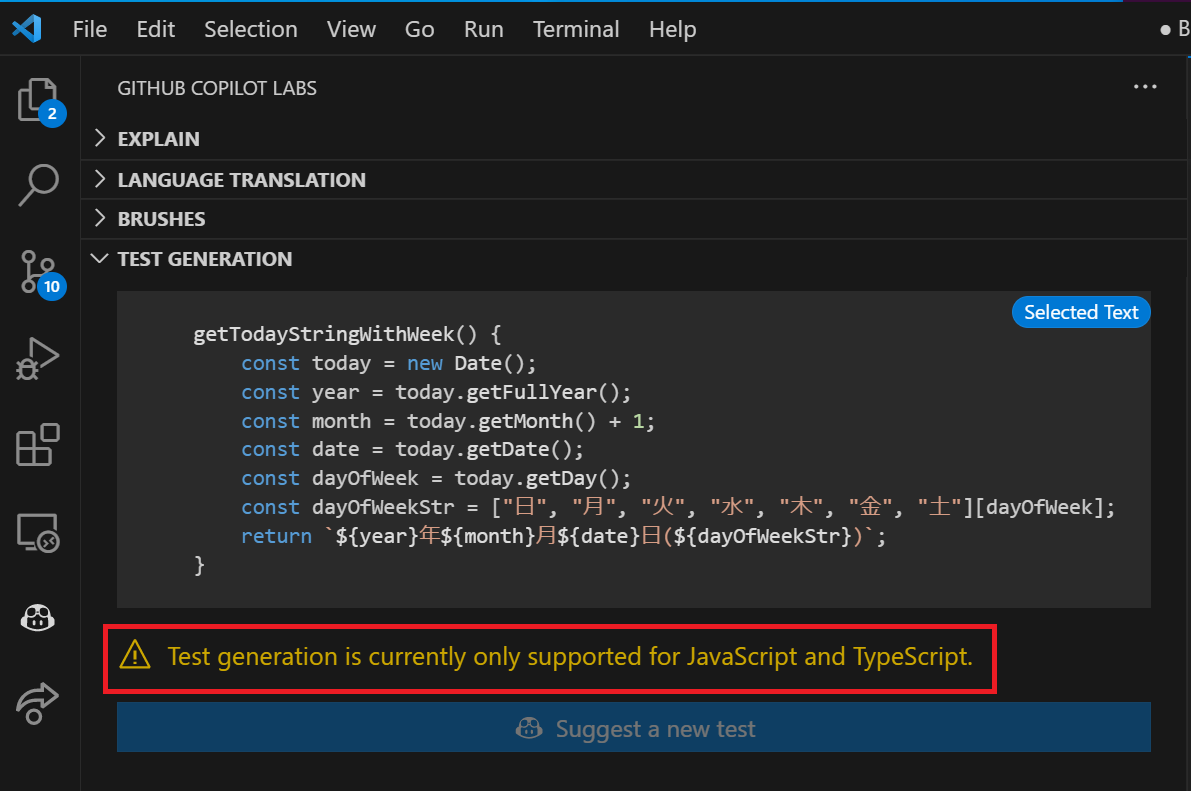 File Edit Selection View Go Run Terminal Help ● B
GITHUB COPILOT LABS ...
2
EXPLAIN
LANGUAGE TRANSLATION
BRUSHES
TEST GENERATION
10
Selected Text
getTodayStringWithWeek() {
const today = new Date();
const year = today.getFullYear();
const month = today.getMonth() + 1;
const date = today.getDate();
const dayOfWeek = today.getDay();
const dayOfWeekStr = ["日", "月", "火", "水", "木", "金", "土"][dayOfWeek];
return `${year}年${month}月${date}日(${dayOfWeekStr})`;
}
Test generation is currently only supported for JavaScript and TypeScript.
Suggest a new test